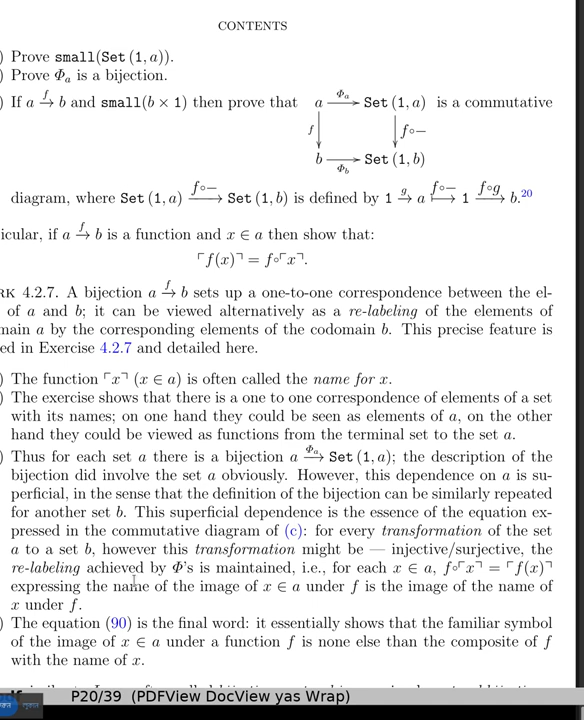 CONTENTS
) Prove small(Set (1, a)).
) Prove Φₐ is a bijection.
) If a →f b and small(b × 1) then prove that a →Φₐ Set (1, a) is a commutative
f f∘−
b →Φ_b Set (1, b)
diagram, where Set (1, a) →f∘− Set (1, b) is defined by 1 →g a ↦f∘− 1 →f∘g b.²⁰
icular, if a →f b is a function and x ∈ a then show that:
⌜f(x)⌝ = f∘⌜x⌝.
RK 4.2.7. A bijection a →f b sets up a one-to-one correspondence between the el-
of a and b; it can be viewed alternatively as a re-labeling of the elements of
main a by the corresponding elements of the codomain b. This precise feature is
ed in Exercise 4.2.7 and detailed here.
) The function ⌜x⌝ (x ∈ a) is often called the name for x.
) The exercise shows that there is a one to one correspondence of elements of a set
with its names; on one hand they could be seen as elements of a, on the other
hand they could be viewed as functions from the terminal set to the set a.
) Thus for each set a there is a bijection a →Φₐ Set (1, a); the description of the
bijection did involve the set a obviously. However, this dependence on a is su-
perficial, in the sense that the definition of the bijection can be similarly repeated
for another set b. This superficial dependence is the essence of the equation ex-
pressed in the commutative diagram of (c): for every transformation of the set
a to a set b, however this transformation might be — injective/surjective, the
re-labeling achieved by Φ's is maintained, i.e., for each x ∈ a, f∘⌜x⌝ = ⌜f(x)⌝
expressing the name of the image of x ∈ a under f is the image of the name of
x under f.
) The equation (90) is the final word: it essentially shows that the familiar symbol
of the image of x ∈ a under a function f is none else than the composite of f
with the name of x.
P20/39 (PDFView DocView yas Wrap)